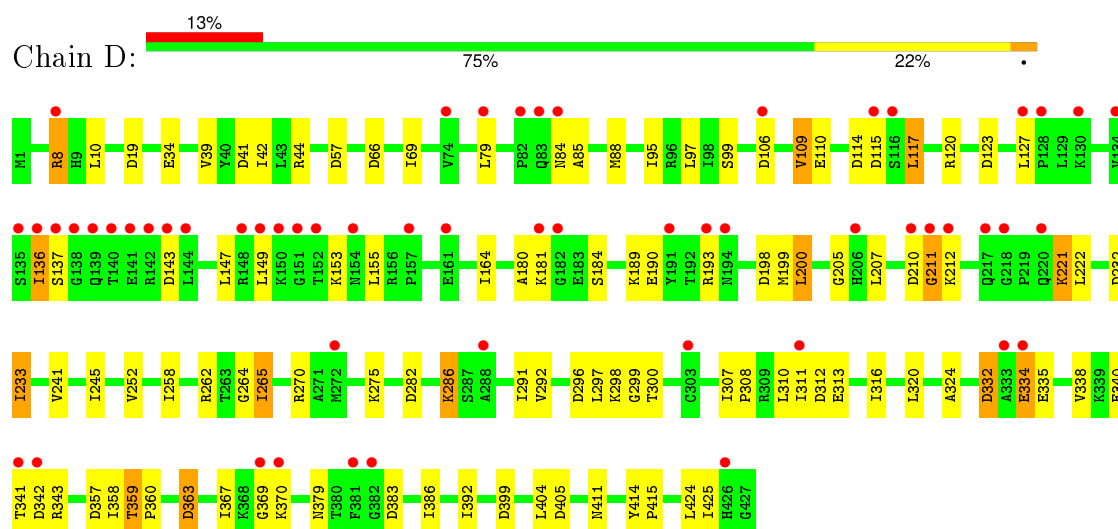 13%
Chain D:
75% 22% •
M1 R8 H9 L10 D19 E34 V39 Y40 D41 I42 L43 R44 D57 D66 I69 V74 L79 P82 Q83 N84 A85 M88 I95 R96 L97 I98 S99 D106 V109 E110 D114 D115 S116 L117 R120 D123 L127 P128 L129 K130
S135 I136 S137 G138 Q139 T140 E141 R142 D143 L144 L147 R148 L149 K150 G151 T152 K153 N154 L155 R156 P157 E161 I164 A180 K181 G182 E183 S184 K189 E190 Y191 T192 R193 N194 D198 M199 L200 G205 H206 L207 D210 G211 K212 Q217 G218 P219 Q220 K221 L222
I233 V241 I245 V252 I258 R262 T263 G264 I265 R270 A271 M272 K275 D282 K286 S287 A288 I291 V292 D296 L297 K298 G299 T300 C303 I307 P308 R309 L310 I311 D312 E313 I316 L320 A324 D332 A333 E334 E335 V338 K339
T341 D342 R343 D357 I358 T359 P360 D363 I367 K368 G369 K370 N379 T380 F381 G382 D383 I386 I392 D399 L404 D405 N411 Y414 P415 L424 I425 H426 G427